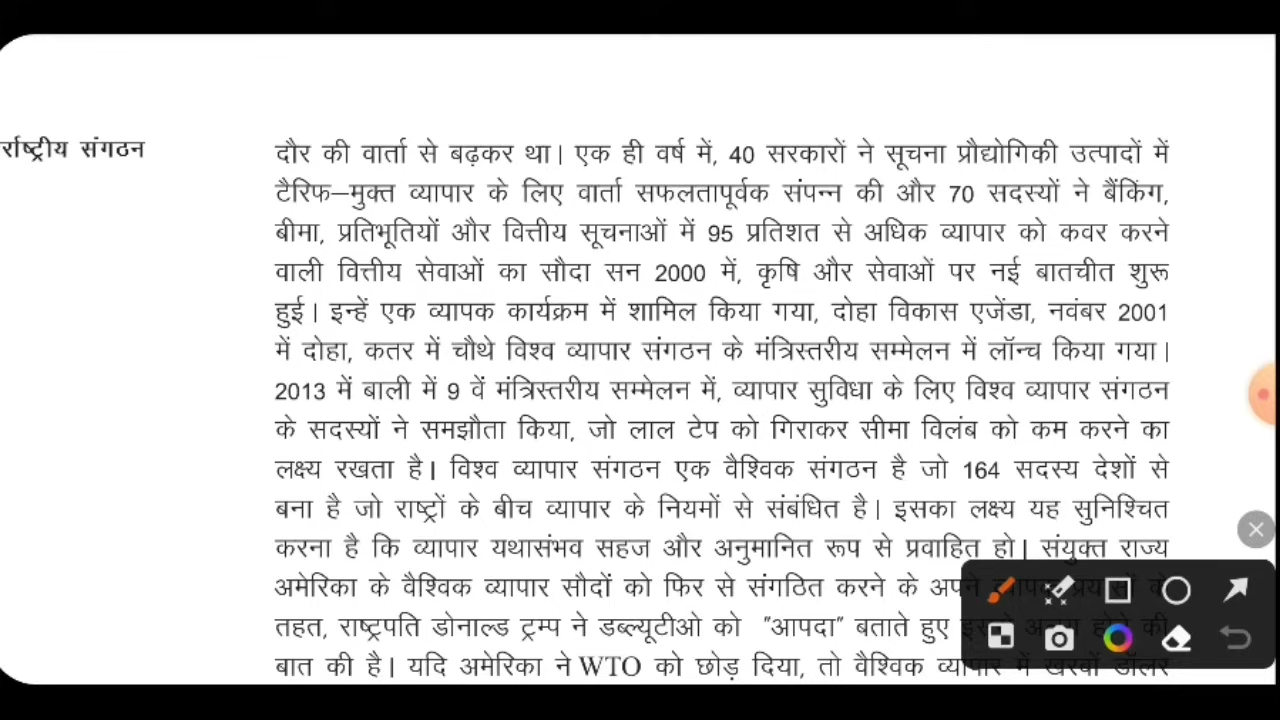 र्राष्ट्रीय संगठन
दौर की वार्ता से बढ़कर था। एक ही वर्ष में, 40 सरकारों ने सूचना प्रौद्योगिकी उत्पादों में
टैरिफ–मुक्त व्यापार के लिए वार्ता सफलतापूर्वक संपन्न की और 70 सदस्यों ने बैंकिंग,
बीमा, प्रतिभूतियों और वित्तीय सूचनाओं में 95 प्रतिशत से अधिक व्यापार को कवर करने
वाली वित्तीय सेवाओं का सौदा सन 2000 में, कृषि और सेवाओं पर नई बातचीत शुरू
हुई। इन्हें एक व्यापक कार्यक्रम में शामिल किया गया, दोहा विकास एजेंडा, नवंबर 2001
में दोहा, कतर में चौथे विश्व व्यापार संगठन के मंत्रिस्तरीय सम्मेलन में लॉन्च किया गया।
2013 में बाली में 9 वें मंत्रिस्तरीय सम्मेलन में, व्यापार सुविधा के लिए विश्व व्यापार संगठन
के सदस्यों ने समझौता किया, जो लाल टेप को गिराकर सीमा विलंब को कम करने का
लक्ष्य रखता है। विश्व व्यापार संगठन एक वैश्विक संगठन है जो 164 सदस्य देशों से
बना है जो राष्ट्रों के बीच व्यापार के नियमों से संबंधित है। इसका लक्ष्य यह सुनिश्चित
करना है कि व्यापार यथासंभव सहज और अनुमानित रूप से प्रवाहित हो। संयुक्त राज्य
अमेरिका के वैश्विक व्यापार सौदों को फिर से संगठित करने के अपने
तहत, राष्ट्रपति डोनाल्ड ट्रम्प ने डब्ल्यूटीओ को "आपदा" बताते हुए
बात की है। यदि अमेरिका ने WTO को छोड़ दिया, तो वैश्विक व्यापार में खरबों डॉलर